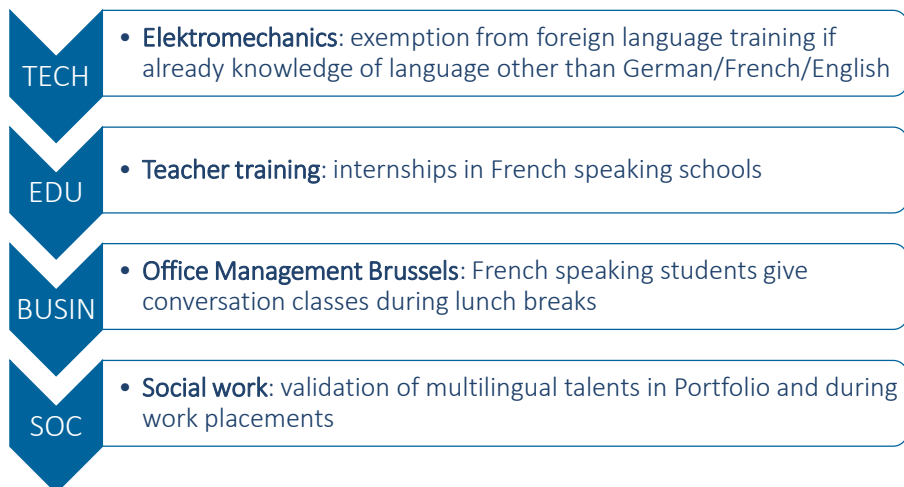 TECH
• Elektromechanics: exemption from foreign language training if
already knowledge of language other than German/French/English
EDU
• Teacher training: internships in French speaking schools
BUSIN
• Office Management Brussels: French speaking students give
conversation classes during lunch breaks
SOC
• Social work: validation of multilingual talents in Portfolio and during
work placements